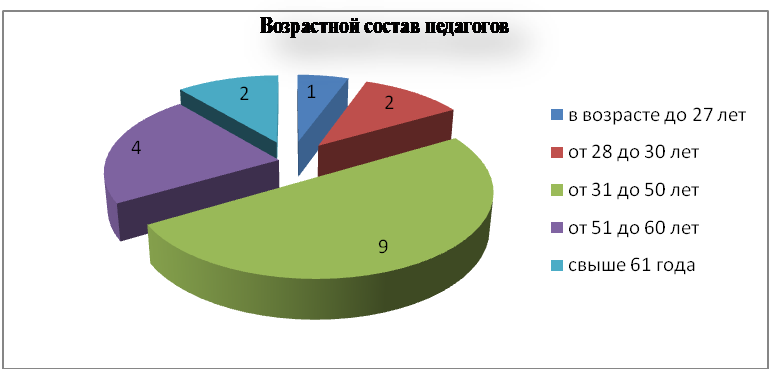 Возрастной состав педагогов
1
2
2
4
9
в возрасте до 27 лет
от 28 до 30 лет
от 31 до 50 лет
от 51 до 60 лет
свыше 61 года